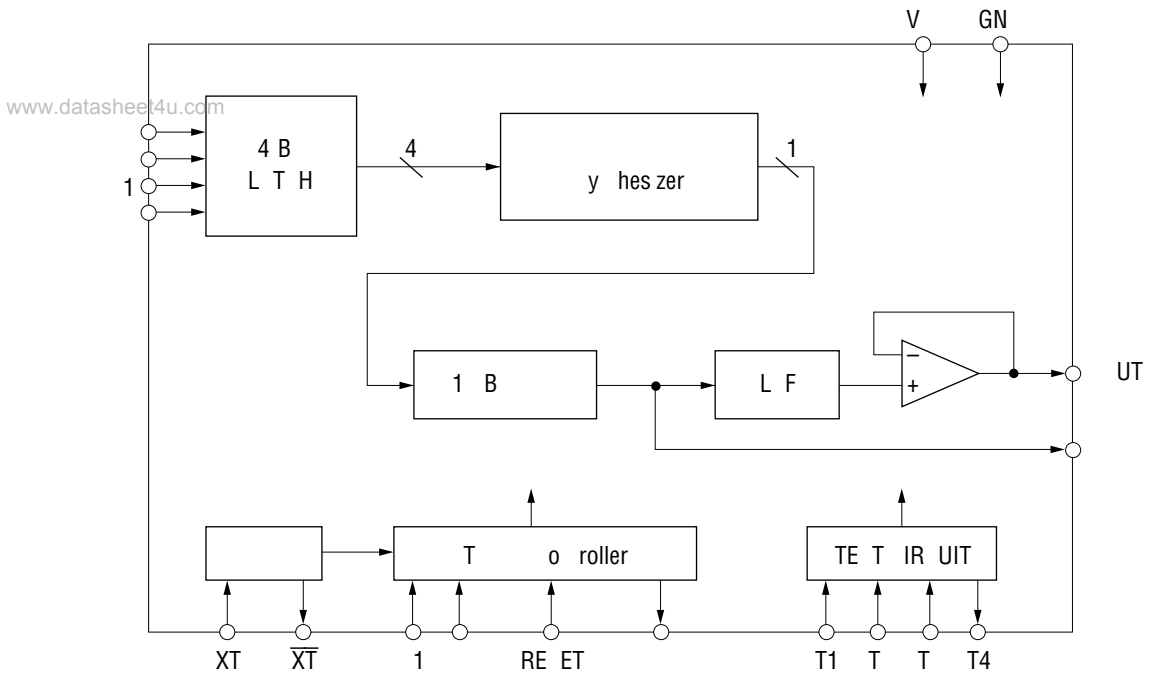 V GN
www.datasheet4u.com
4 B
L T H
4
1
y hes zer
1
1 B
L F
−
+
UT
T o roller
TE T IR UIT
XT
X̅T̅
1
RE ET
T1
T
T
T4